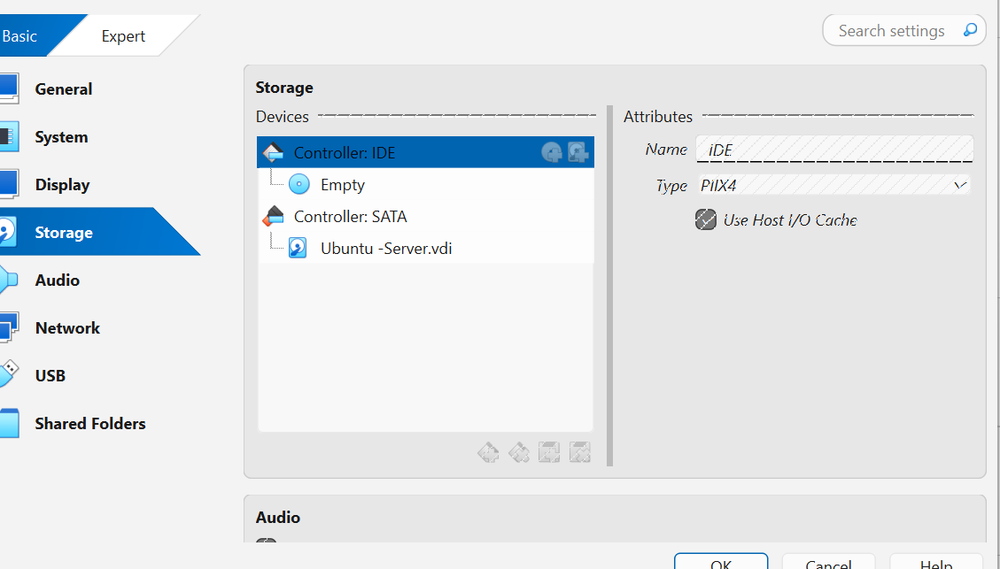 Basic
Expert
Search settings
General
System
Display
Storage
Audio
Network
USB
Shared Folders
Storage
Devices
Controller: IDE
Empty
Controller: SATA
Ubuntu -Server.vdi
Attributes
Name IDE
Type PIIX4
Use Host I/O Cache
Audio
OK
Cancel
Help